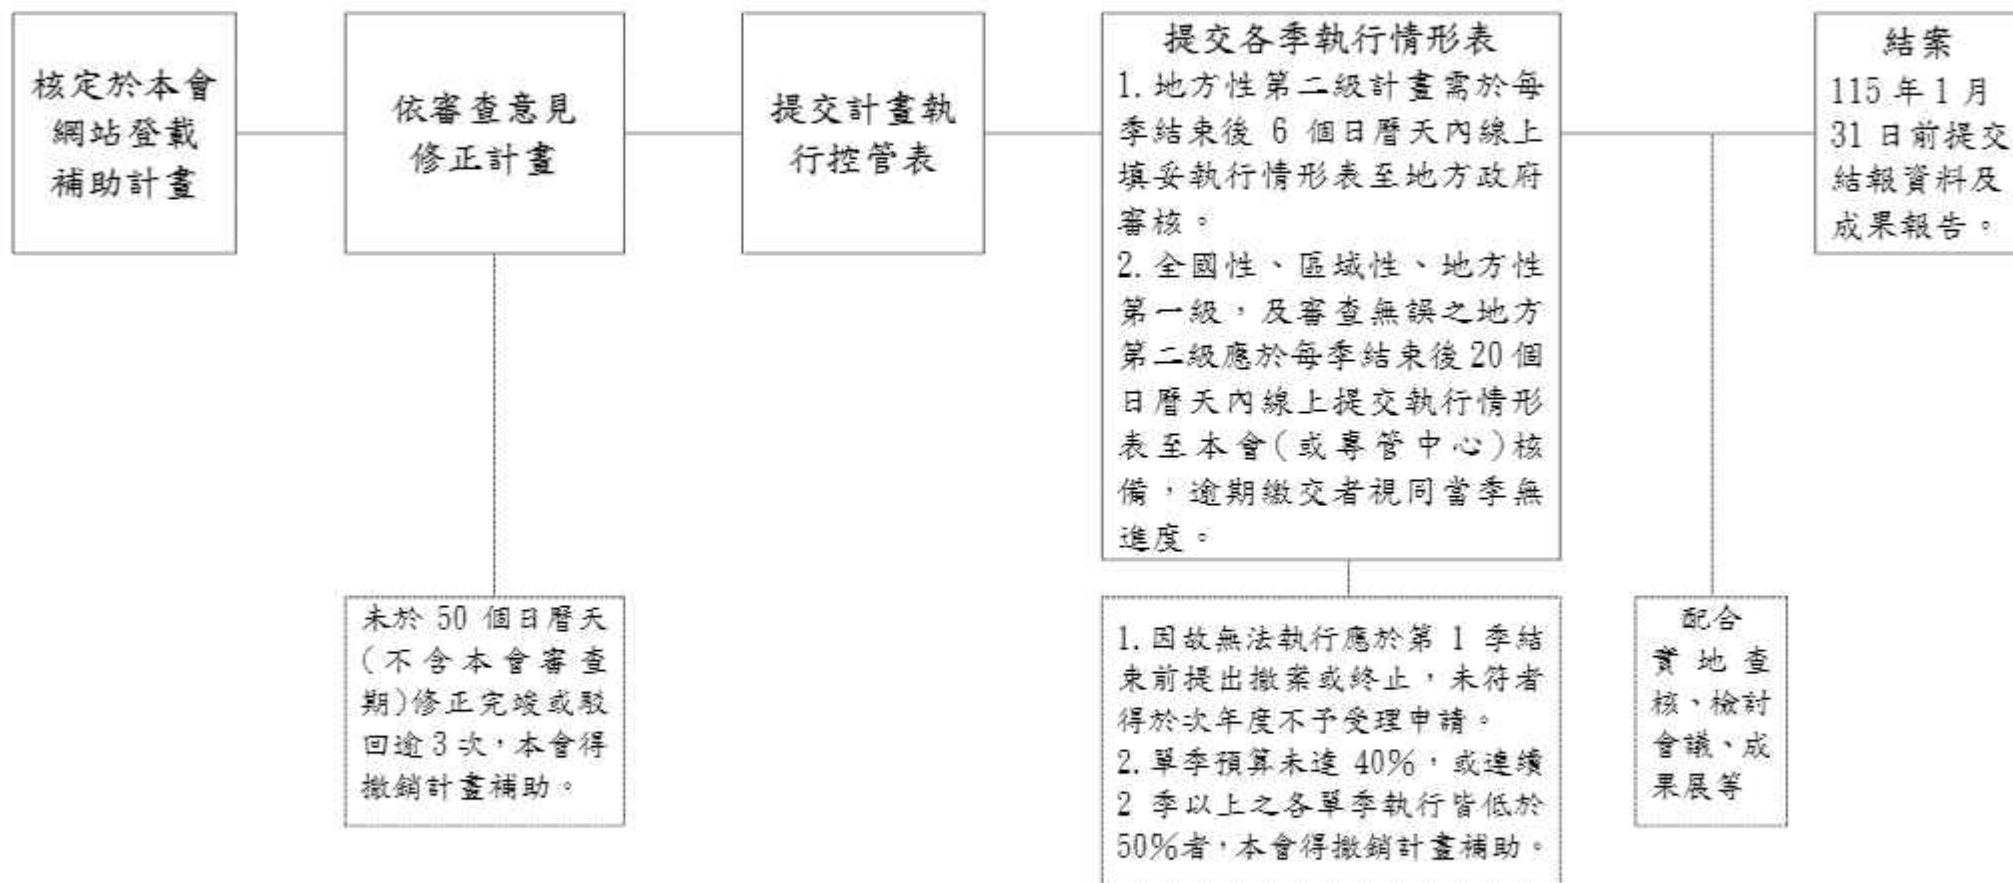 核定於本會
網站登載
補助計畫
依審查意見
修正計畫
提交計畫執
行控管表
提交各季執行情形表
1.地方性第二級計畫需於每
季結束後 6 個日曆天內線上
填妥執行情形表至地方政府
審核。
2.全國性、區域性、地方性
第一級，及審查無誤之地方
第二級應於每季結束後 20 個
日曆天內線上提交執行情形
表至本會(或專管中心)核
備，逾期繳交者視同當季無
進度。
結案
115 年 1 月
31 日前提交
結報資料及
成果報告。
未於 50 個日曆天
(不含本會審查
期)修正完竣或駁
回逾 3 次，本會得
撤銷計畫補助。
1.因故無法執行應於第 1 季結
束前提出撤案或終止，未符者
得於次年度不予受理申請。
2.單季預算未達 40%，或連續
2 季以上之各單季執行皆低於
50%者，本會得撤銷計畫補助。
配合
實地查
核、檢討
會議、成
果展等